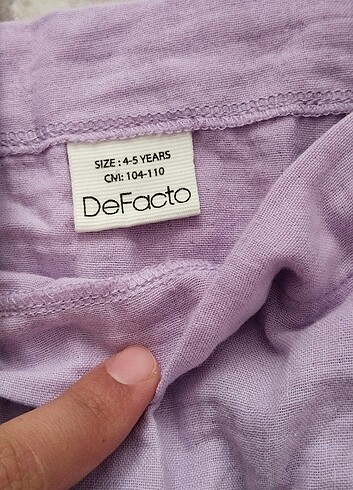 SIZE : 4-5 YEARS
CM: 104-110
DeFacto